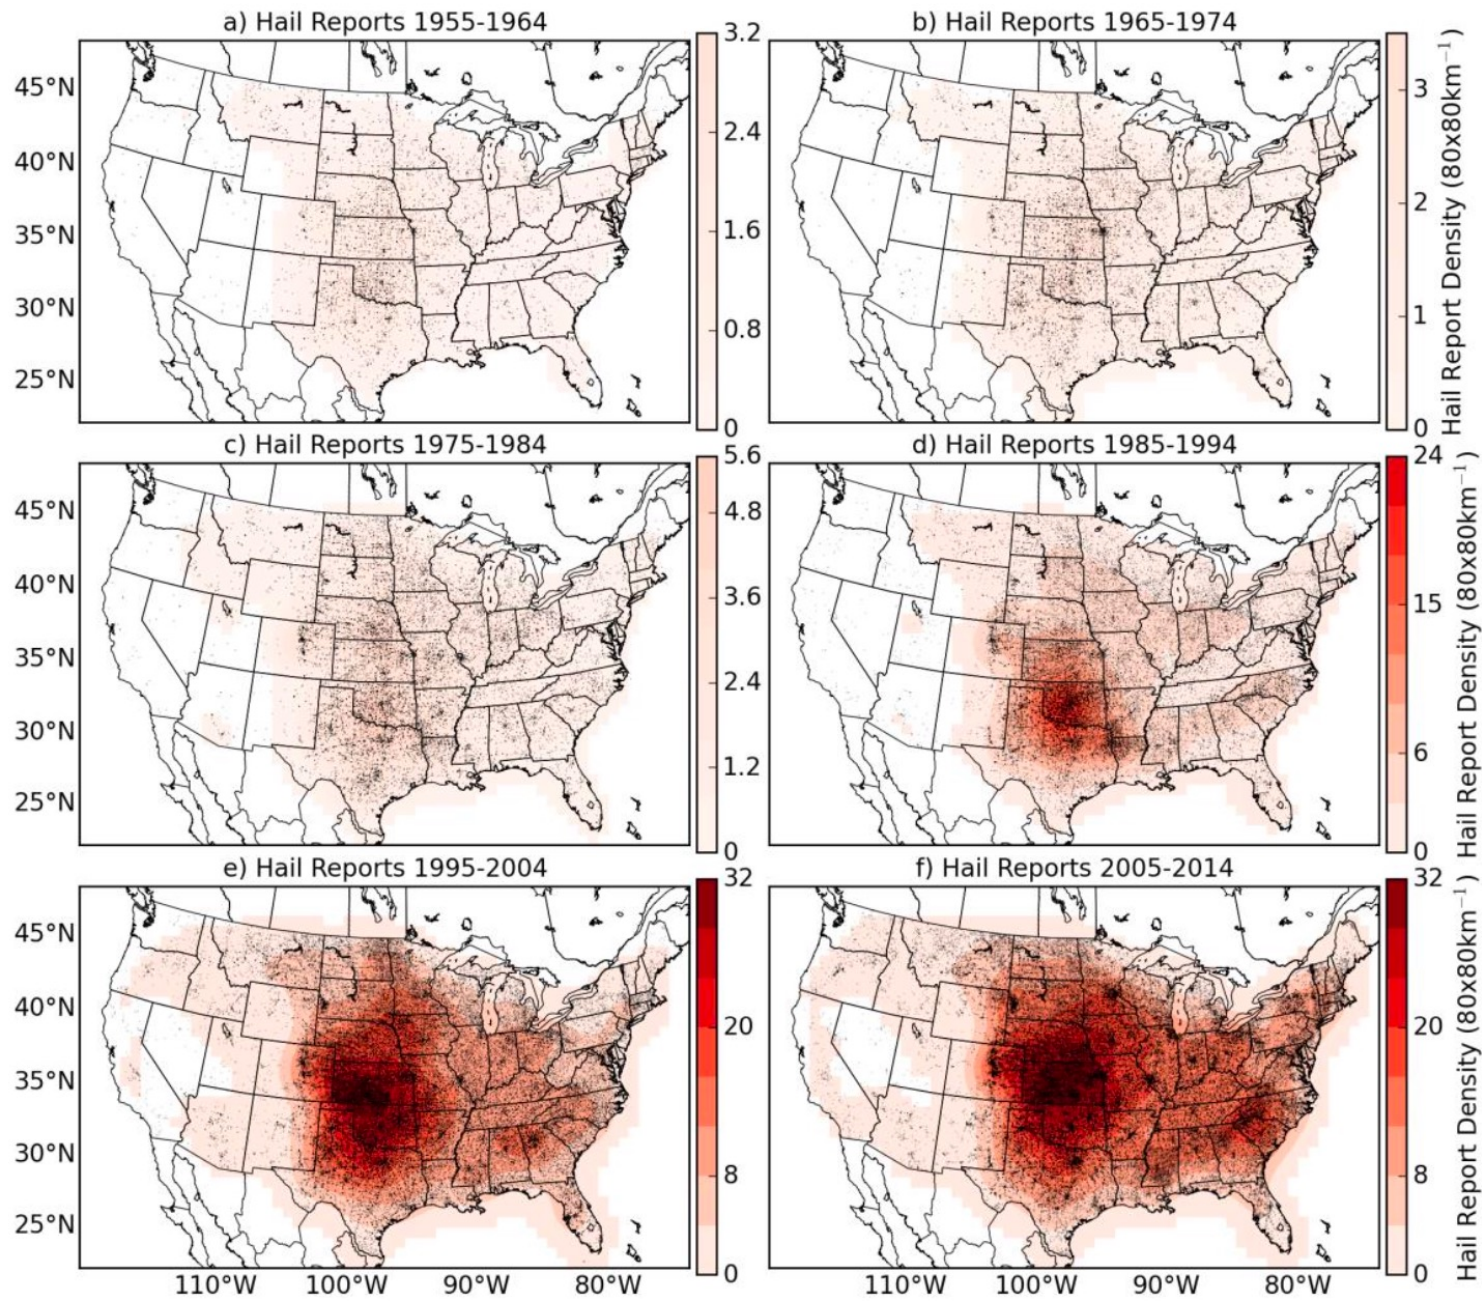 a) Hail Reports 1955-1964
b) Hail Reports 1965-1974
45°N
40°N
35°N
30°N
25°N
3.2
2.4
1.6
0.8
0
3
2
1
0
Hail Report Density (80x80km⁻¹)
c) Hail Reports 1975-1984
d) Hail Reports 1985-1994
45°N
40°N
35°N
30°N
25°N
5.6
4.8
3.6
2.4
1.2
0
24
15
6
0
Hail Report Density (80x80km⁻¹)
e) Hail Reports 1995-2004
f) Hail Reports 2005-2014
45°N
40°N
35°N
30°N
25°N
32
20
8
0
32
20
8
0
Hail Report Density (80x80km⁻¹)
110°W 100°W 90°W 80°W
110°W 100°W 90°W 80°W